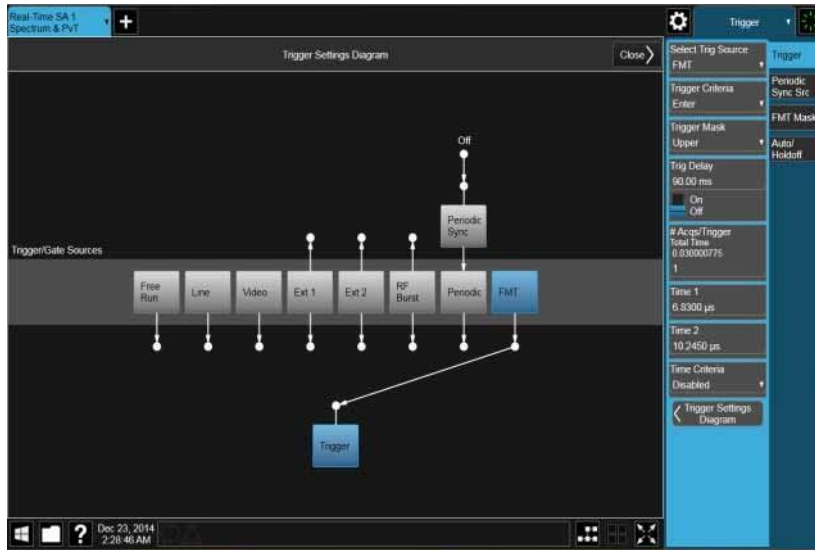 Real-Time SA 1
Spectrum & PvT
Trigger
Trigger Settings Diagram
Close
Select Trig Source
FMT
Trigger
Trigger Criteria
Enter
Periodic
Sync Src
Trigger Mask
Upper
FMT Mask
Auto/
Holdoff
Trig Delay
90.00 ms
On
Off
# Acqs/Trigger
Total Time
0.030000775
1
Time 1
6.8300 µs
Time 2
10.2450 µs
Time Criteria
Disabled
Trigger Settings
Diagram
Off
Periodic
Sync
Trigger/Gate Sources
Free
Run
Line
Video
Ext 1
Ext 2
RF
Burst
Periodic
FMT
Trigger
?
Dec 23, 2014
2:28:46 AM